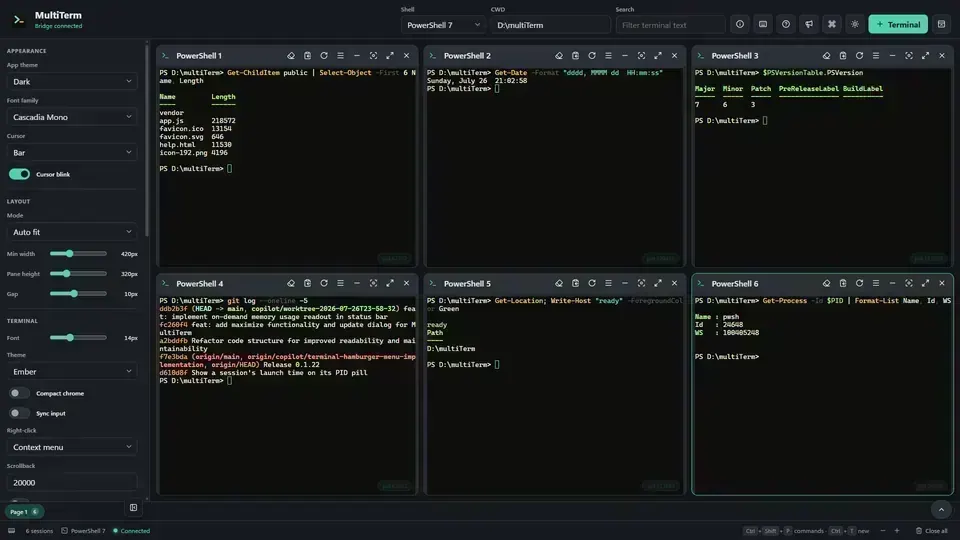 MultiTerm
Bridge connected
Shell
PowerShell 7
CWD
D:\multiTerm
Search
Filter terminal text
Terminal
APPEARANCE
App theme
Dark
Font family
Cascadia Mono
Cursor
Bar
Cursor blink
LAYOUT
Mode
Auto fit
Min width 420px
Pane height 320px
Gap 10px
TERMINAL
Font 14px
Theme
Ember
Compact chrome
Sync input
Right-click
Context menu
Scrollback
20000
PowerShell 1
PS D:\multiTerm> Get-ChildItem public | Select-Object -First 6 N
ame, Length
Name Length
---- ------
vendor
app.js 218572
favicon.ico 13154
favicon.svg 646
help.html 11530
icon-192.png 4196
PS D:\multiTerm>
PowerShell 2
PS D:\multiTerm> Get-Date -Format "dddd, MMMM dd  HH:mm:ss"
Sunday, July 26  21:02:58
PS D:\multiTerm>
PowerShell 3
PS D:\multiTerm> $PSVersionTable.PSVersion
Major Minor Patch PreReleaseLabel BuildLabel
----- ----- ----- --------------- ----------
7 6 3
PS D:\multiTerm>
PowerShell 4
PS D:\multiTerm> git log --oneline -5
ddb2b3f (HEAD -> main, copilot/worktree-2026-07-26T23-58-32) fea
t: implement on-demand memory usage readout in status bar
fc260f4 feat: add maximize functionality and update dialog for M
ultiTerm
a2bddfb Refactor code structure for improved readability and mai
ntainability
f7e3bda (origin/main, origin/copilot/terminal-hamburger-menu-imp
lementation, origin/HEAD) Release 0.1.22
d610d8f Show a session's launch time on its PID pill
PS D:\multiTerm>
PowerShell 5
PS D:\multiTerm> Get-Location; Write-Host "ready" -ForegroundCol
or Green
ready
Path
----
D:\multiTerm
PS D:\multiTerm>
PowerShell 6
PS D:\multiTerm> Get-Process -Id $PID | Format-List Name, Id, WS
Name : pwsh
Id : 24648
WS : 100405248
PS D:\multiTerm>
Page 1 6
6 sessions PowerShell 7 Connected
Ctrl + Shift + P commands Ctrl + T new
Close all